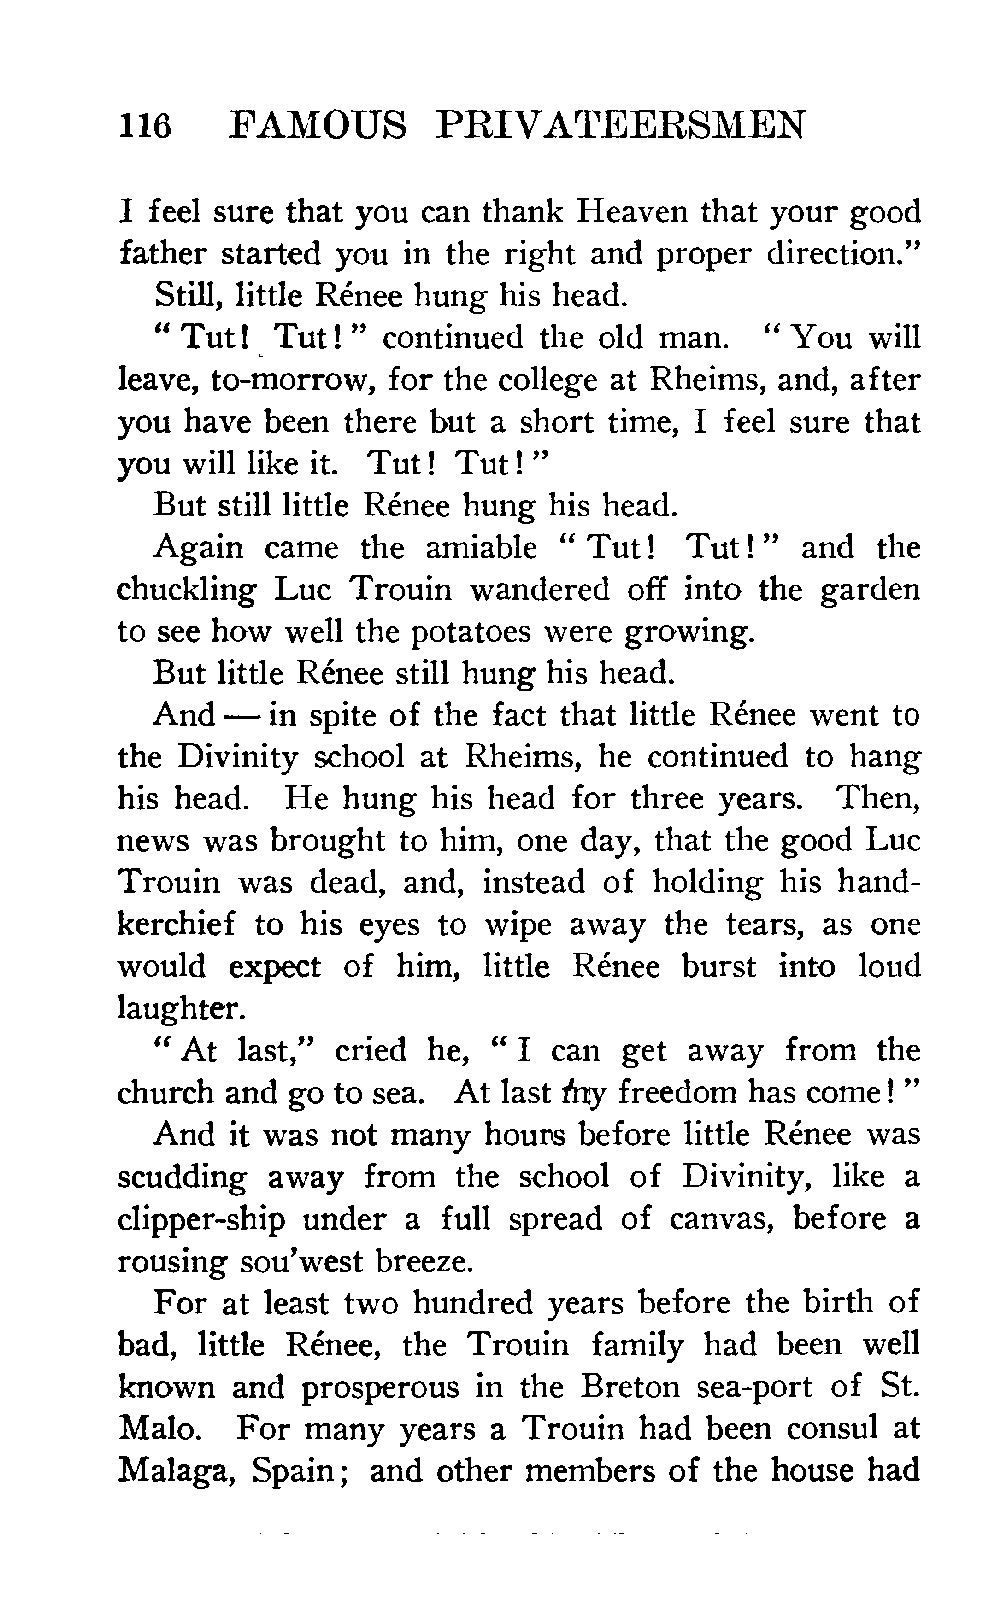 116 FAMOUS PRIVATEERSMEN
I feel sure that you can thank Heaven that your good
father started you in the right and proper direction."
Still, little Rénee hung his head.
" Tut! Tut! " continued the old man. " You will
leave, to-morrow, for the college at Rheims, and, after
you have been there but a short time, I feel sure that
you will like it. Tut! Tut! "
But still little Rénee hung his head.
Again came the amiable " Tut! Tut! " and the
chuckling Luc Trouin wandered off into the garden
to see how well the potatoes were growing.
But little Rénee still hung his head.
And — in spite of the fact that little Rénee went to
the Divinity school at Rheims, he continued to hang
his head. He hung his head for three years. Then,
news was brought to him, one day, that the good Luc
Trouin was dead, and, instead of holding his hand-
kerchief to his eyes to wipe away the tears, as one
would expect of him, little Rénee burst into loud
laughter.
" At last," cried he, " I can get away from the
church and go to sea. At last my freedom has come! "
And it was not many hours before little Rénee was
scudding away from the school of Divinity, like a
clipper-ship under a full spread of canvas, before a
rousing sou'west breeze.
For at least two hundred years before the birth of
bad, little Rénee, the Trouin family had been well
known and prosperous in the Breton sea-port of St.
Malo. For many years a Trouin had been consul at
Malaga, Spain; and other members of the house had